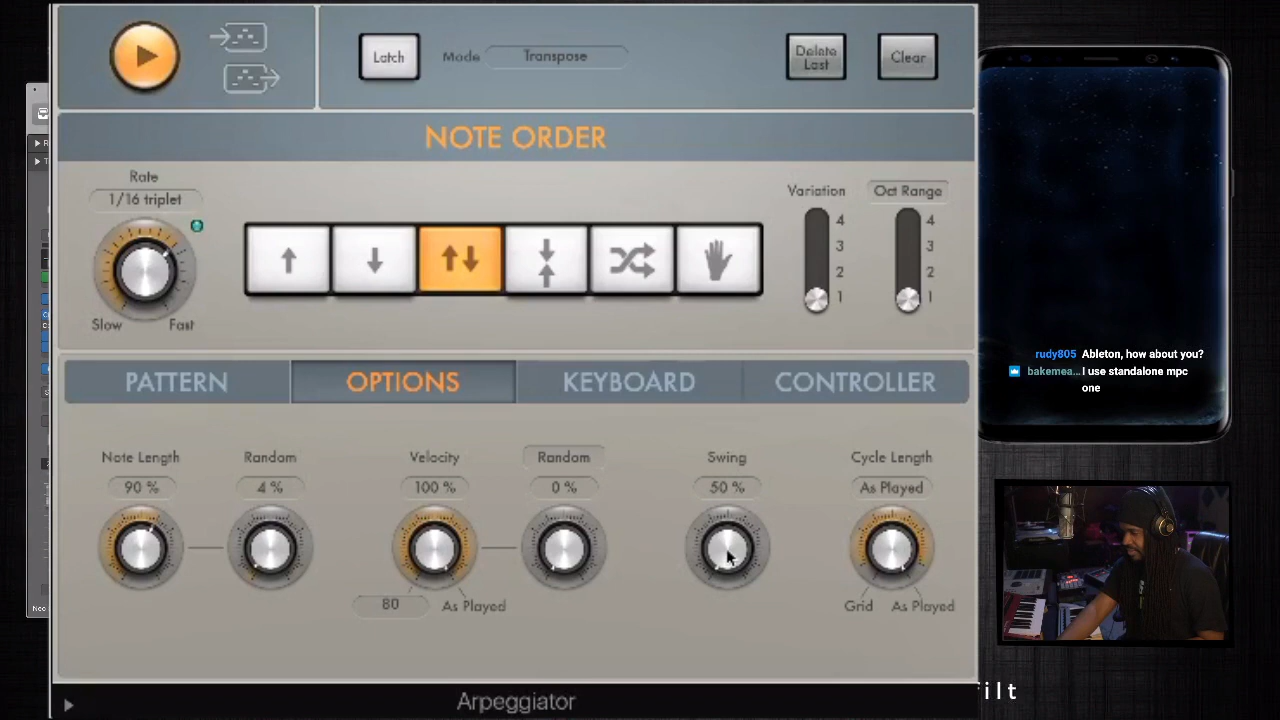 Latch
Mode
Transpose
Delete
Last
Clear
NOTE ORDER
Rate
1/16 triplet
Slow
Fast
Variation
4
3
2
1
Oct Range
4
3
2
1
PATTERN
OPTIONS
KEYBOARD
CONTROLLER
Note Length
90 %
Random
4 %
Velocity
100 %
80
As Played
Random
0 %
Swing
50 %
Cycle Length
As Played
Grid
As Played
Arpeggiator
rudy805 Ableton, how about you?
bakemea... I use standalone mpc
one